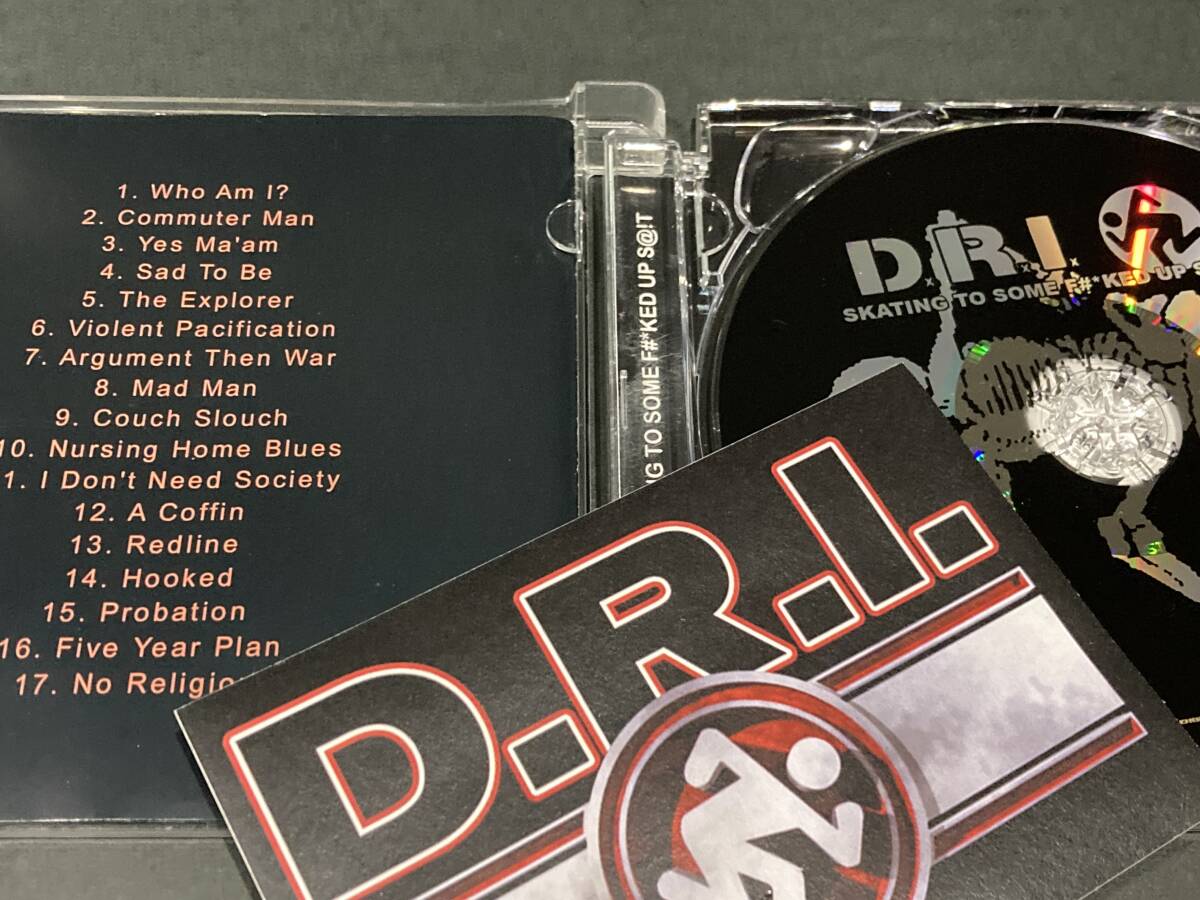 1. Who Am I?
2. Commuter Man
3. Yes Ma'am
4. Sad To Be
5. The Explorer
6. Violent Pacification
7. Argument Then War
8. Mad Man
9. Couch Slouch
10. Nursing Home Blues
1. I Don't Need Society
12. A Coffin
13. Redline
14. Hooked
15. Probation
16. Five Year Plan
17. No Religio
NG TO SOME F#*KED UP S@!T
D.R.I.
SKATING TO SOME F#*KED UP S
D.R.I.